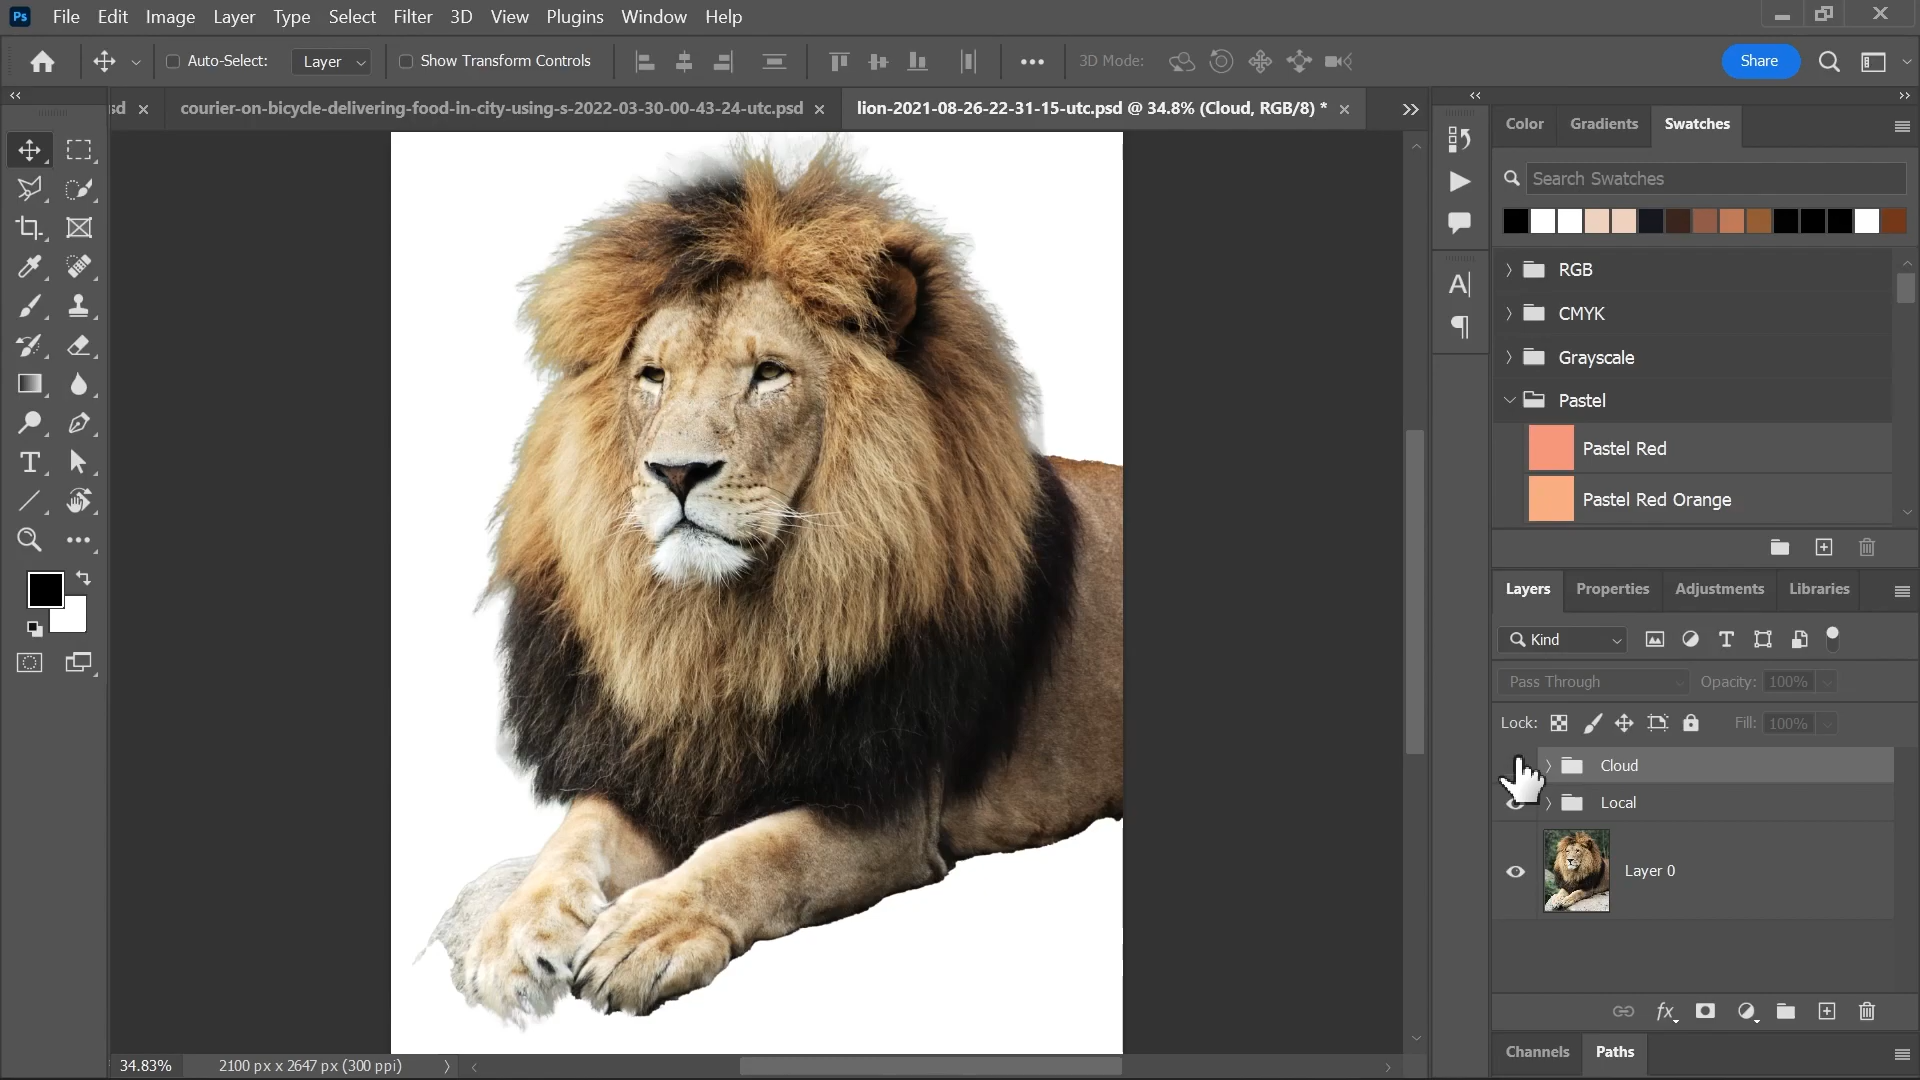 Ps File Edit Image Layer Type Select Filter 3D View Plugins Window Help
Auto-Select: Layer Show Transform Controls 3D Mode: Share
sd courier-on-bicycle-delivering-food-in-city-using-s-2022-03-30-00-43-24-utc.psd lion-2021-08-26-22-31-15-utc.psd @ 34.8% (Cloud, RGB/8) *
Color Gradients Swatches
Search Swatches
RGB
CMYK
Grayscale
Pastel
Pastel Red
Pastel Red Orange
Layers Properties Adjustments Libraries
Kind
Pass Through Opacity: 100%
Lock: Fill: 100%
Cloud
Local
Layer 0
fx
Channels Paths
34.83% 2100 px x 2647 px (300 ppi)